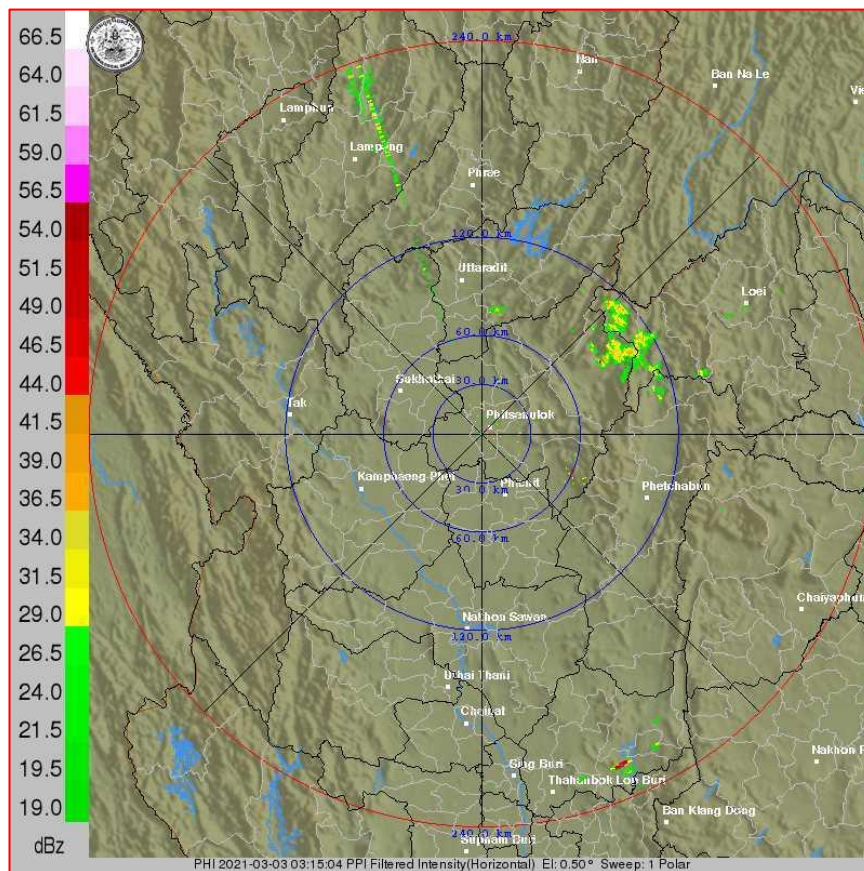 66.5
64.0
61.5
59.0
56.5
54.0
51.5
49.0
46.5
44.0
41.5
39.0
36.5
34.0
31.5
29.0
26.5
24.0
21.5
19.5
19.0
dBz
240.0 km
Nan
Ban Na Le
Vie
Lamphun
Lampang
Phrae
120.0 km
Uttaradit
Loei
60.0 km
30.0 km
Sukhothai
Tak
Phitsanulok
Kamphaeng Phet
Phichit
30.0 km
Phetchabun
60.0 km
Chaiyaphum
Nakhon Sawan
120.0 km
Uthai Thani
Chainat
Sing Buri
Nakhon R
Thahanbok Lop Buri
Ban Klang Dong
240.0 km
Suphan Buri
PHI 2021-03-03 03:15:04 PPI Filtered Intensity(Horizontal) El: 0.50° Sweep: 1 Polar